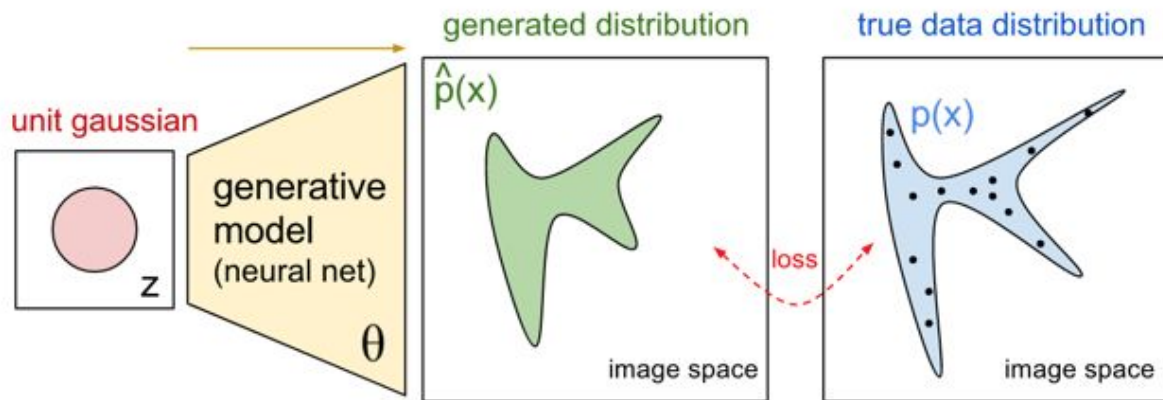 unit gaussian
z
generative
model
(neural net)
θ
generated distribution
p̂(x)
image space
loss
true data distribution
p(x)
image space